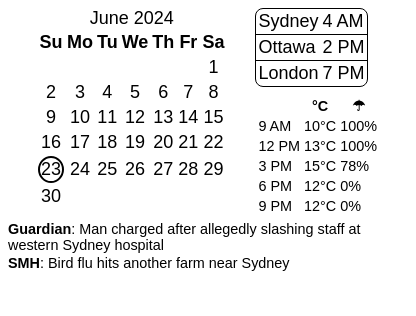 June 2024
Su Mo Tu We Th Fr Sa
1
2 3 4 5 6 7 8
9 10 11 12 13 14 15
16 17 18 19 20 21 22
23 24 25 26 27 28 29
30
Sydney 4 AM
Ottawa 2 PM
London 7 PM
°C ☂
9 AM 10°C 100%
12 PM 13°C 100%
3 PM 15°C 78%
6 PM 12°C 0%
9 PM 12°C 0%
Guardian: Man charged after allegedly slashing staff at
western Sydney hospital
SMH: Bird flu hits another farm near Sydney